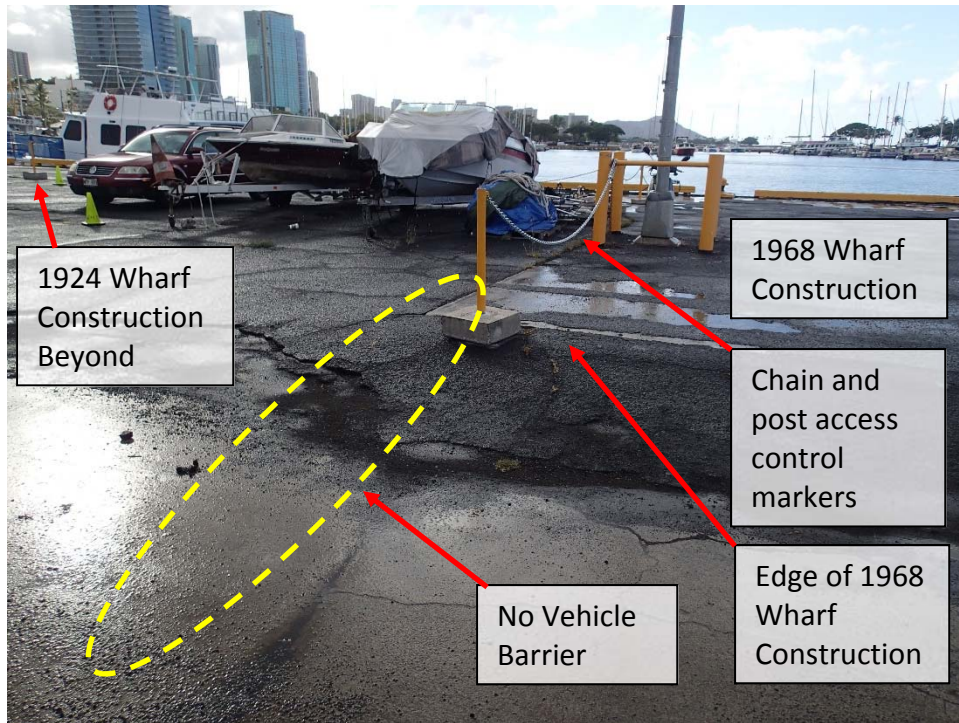 1924 Wharf
Construction
Beyond
1968 Wharf
Construction
Chain and
post access
control
markers
No Vehicle
Barrier
Edge of 1968
Wharf
Construction